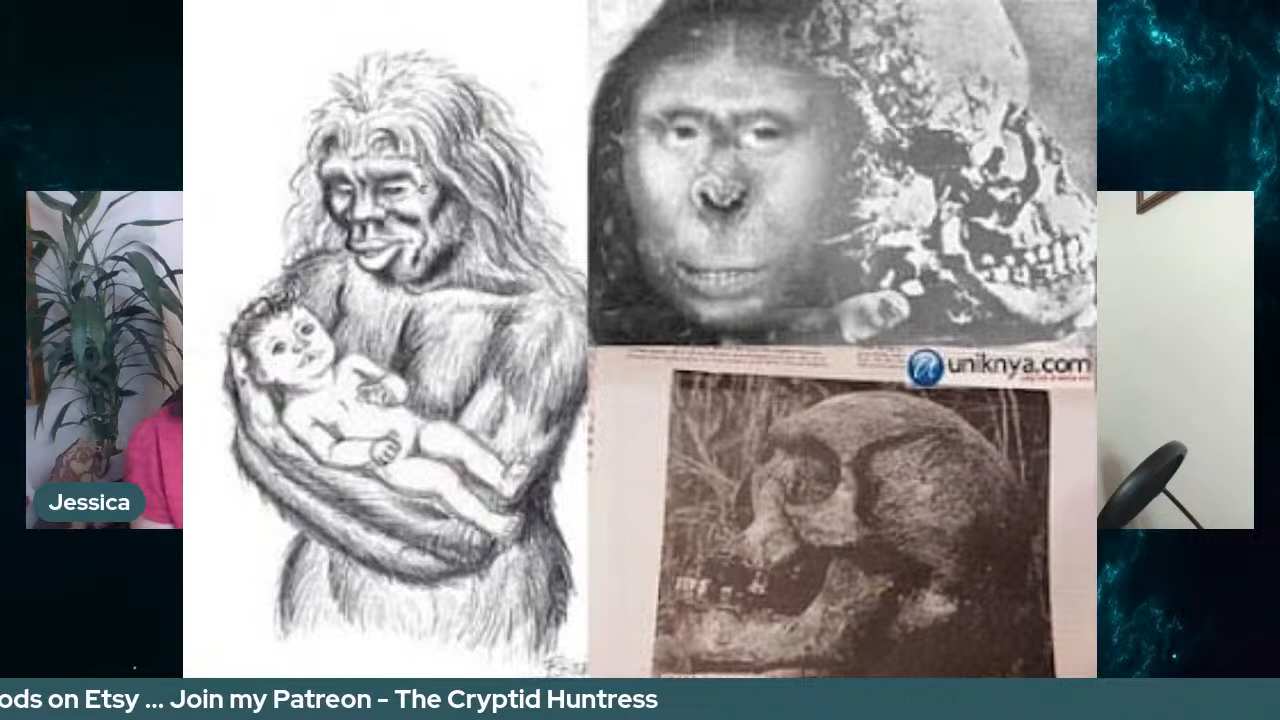 uniknya.com
Jessica
ods on Etsy ... Join my Patreon - The Cryptid Huntress